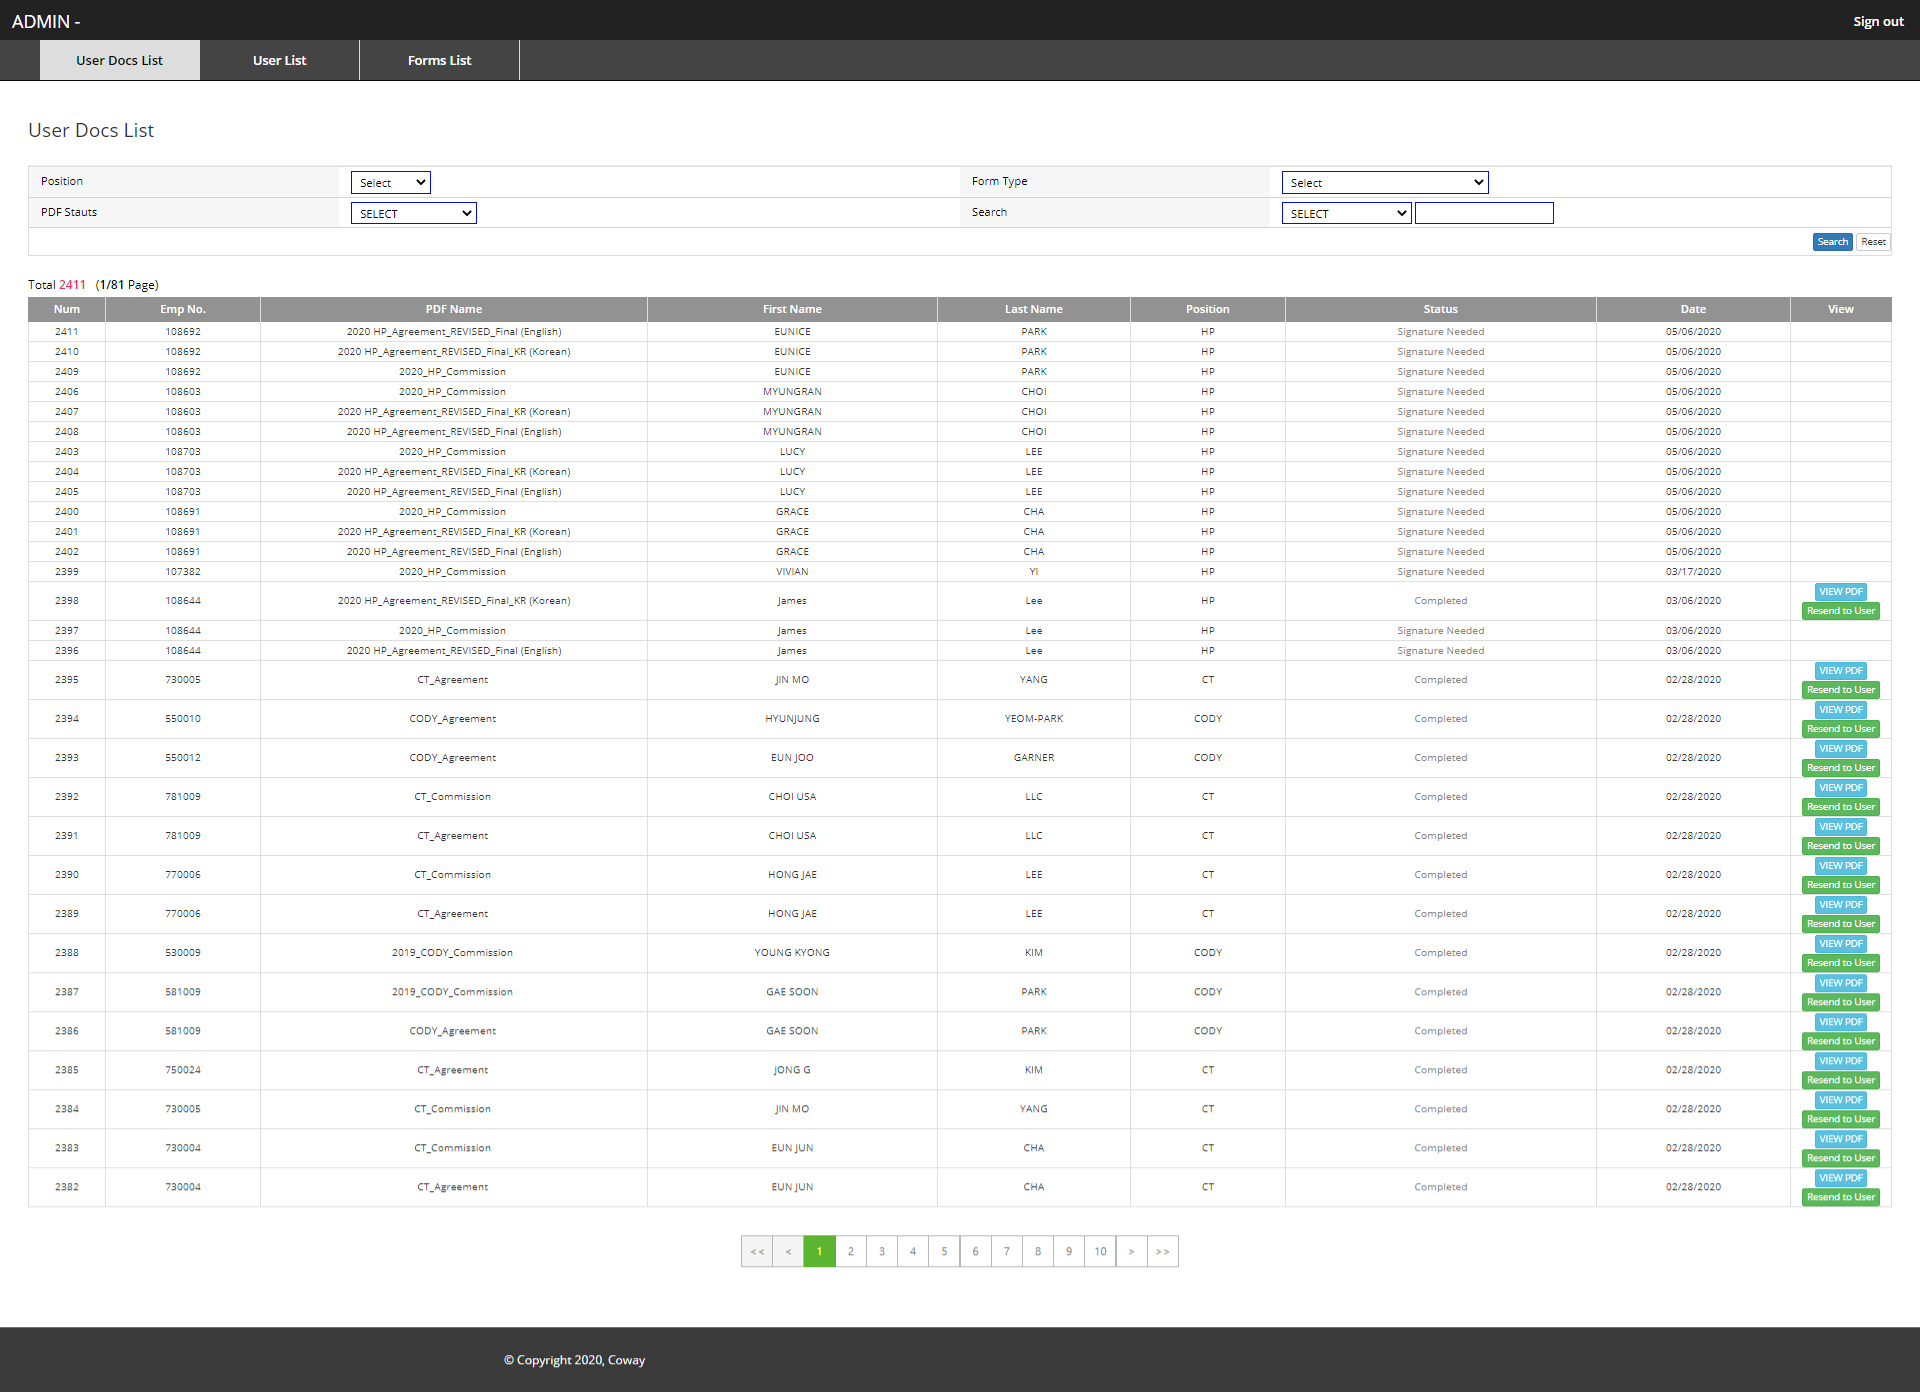 ADMIN - Sign out
User Docs List User List Forms List
User Docs List
Position Select Form Type Select
PDF Stauts SELECT Search SELECT
Search Reset
Total 2411 (1/81 Page)
Num Emp No. PDF Name First Name Last Name Position Status Date View
2411 108692 2020 HP_Agreement_REVISED_Final (English) EUNICE PARK HP Signature Needed 05/06/2020
2410 108692 2020 HP_Agreement_REVISED_Final_KR (Korean) EUNICE PARK HP Signature Needed 05/06/2020
2409 108692 2020_HP_Commission EUNICE PARK HP Signature Needed 05/06/2020
2406 108603 2020_HP_Commission MYUNGRAN CHOI HP Signature Needed 05/06/2020
2407 108603 2020 HP_Agreement_REVISED_Final_KR (Korean) MYUNGRAN CHOI HP Signature Needed 05/06/2020
2408 108603 2020 HP_Agreement_REVISED_Final (English) MYUNGRAN CHOI HP Signature Needed 05/06/2020
2403 108703 2020_HP_Commission LUCY LEE HP Signature Needed 05/06/2020
2404 108703 2020 HP_Agreement_REVISED_Final_KR (Korean) LUCY LEE HP Signature Needed 05/06/2020
2405 108703 2020 HP_Agreement_REVISED_Final (English) LUCY LEE HP Signature Needed 05/06/2020
2400 108691 2020_HP_Commission GRACE CHA HP Signature Needed 05/06/2020
2401 108691 2020 HP_Agreement_REVISED_Final_KR (Korean) GRACE CHA HP Signature Needed 05/06/2020
2402 108691 2020 HP_Agreement_REVISED_Final (English) GRACE CHA HP Signature Needed 05/06/2020
2399 107382 2020_HP_Commission VIVIAN YI HP Signature Needed 03/17/2020
2398 108644 2020 HP_Agreement_REVISED_Final_KR (Korean) James Lee HP Completed 03/06/2020 VIEW PDF
Resend to User
2397 108644 2020_HP_Commission James Lee HP Signature Needed 03/06/2020
2396 108644 2020 HP_Agreement_REVISED_Final (English) James Lee HP Signature Needed 03/06/2020
2395 730005 CT_Agreement JIN MO YANG CT Completed 02/28/2020 VIEW PDF
Resend to User
2394 550010 CODY_Agreement HYUNJUNG YEOM-PARK CODY Completed 02/28/2020 VIEW PDF
Resend to User
2393 550012 CODY_Agreement EUN JOO GARNER CODY Completed 02/28/2020 VIEW PDF
Resend to User
2392 781009 CT_Commission CHOI USA LLC CT Completed 02/28/2020 VIEW PDF
Resend to User
2391 781009 CT_Agreement CHOI USA LLC CT Completed 02/28/2020 VIEW PDF
Resend to User
2390 770006 CT_Commission HONG JAE LEE CT Completed 02/28/2020 VIEW PDF
Resend to User
2389 770006 CT_Agreement HONG JAE LEE CT Completed 02/28/2020 VIEW PDF
Resend to User
2388 530009 2019_CODY_Commission YOUNG KYONG KIM CODY Completed 02/28/2020 VIEW PDF
Resend to User
2387 581009 2019_CODY_Commission GAE SOON PARK CODY Completed 02/28/2020 VIEW PDF
Resend to User
2386 581009 CODY_Agreement GAE SOON PARK CODY Completed 02/28/2020 VIEW PDF
Resend to User
2385 750024 CT_Agreement JONG G KIM CT Completed 02/28/2020 VIEW PDF
Resend to User
2384 730005 CT_Commission JIN MO YANG CT Completed 02/28/2020 VIEW PDF
Resend to User
2383 730004 CT_Commission EUN JUN CHA CT Completed 02/28/2020 VIEW PDF
Resend to User
2382 730004 CT_Agreement EUN JUN CHA CT Completed 02/28/2020 VIEW PDF
Resend to User
<< < 1 2 3 4 5 6 7 8 9 10 > >>
© Copyright 2020, Coway